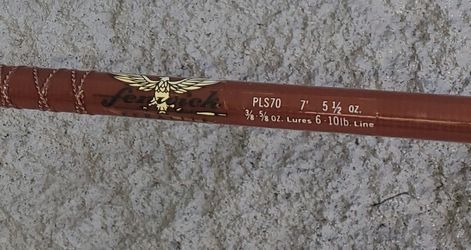 fenwick
PLS70 7' 5 ½ oz.
⅜-⅝ oz. Lures 6-10lb. Line